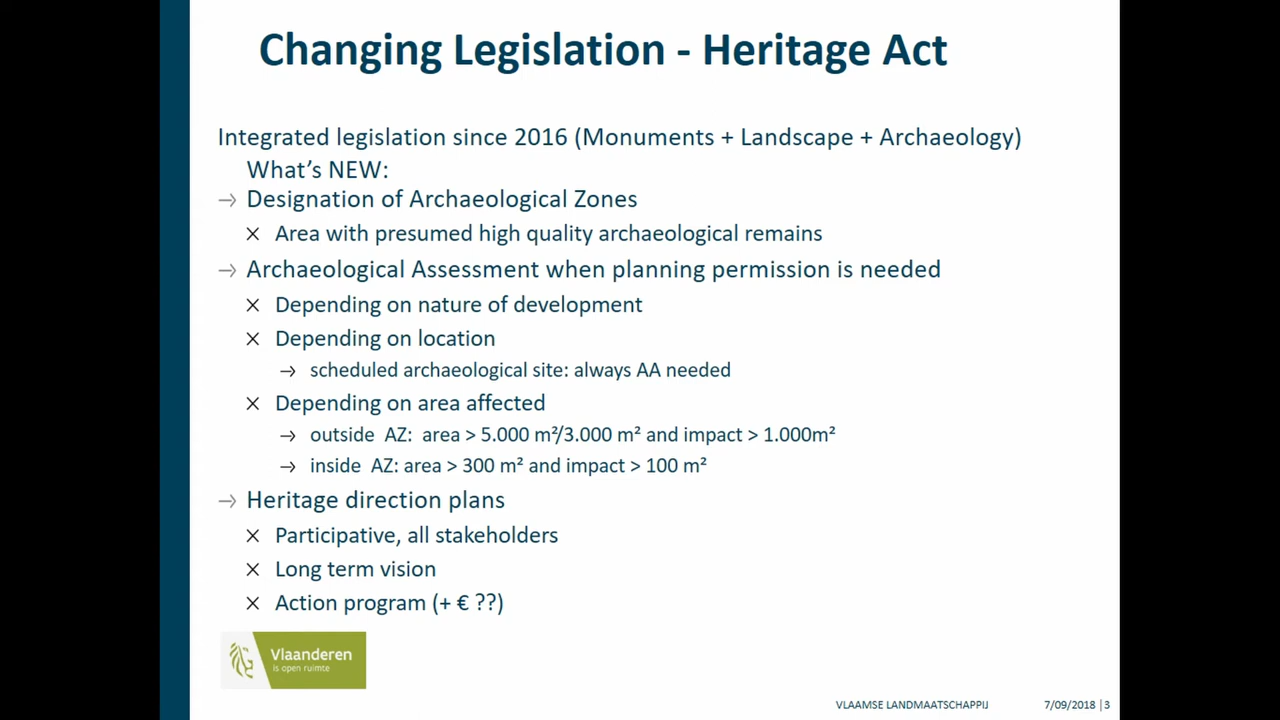 Changing Legislation - Heritage Act
Integrated legislation since 2016 (Monuments + Landscape + Archaeology)
What's NEW:
→ Designation of Archaeological Zones
× Area with presumed high quality archaeological remains
→ Archaeological Assessment when planning permission is needed
× Depending on nature of development
× Depending on location
→ scheduled archaeological site: always AA needed
× Depending on area affected
→ outside AZ: area > 5.000 m²/3.000 m² and impact > 1.000m²
→ inside AZ: area > 300 m² and impact > 100 m²
→ Heritage direction plans
× Participative, all stakeholders
× Long term vision
× Action program (+ € ??)
Vlaanderen
is open ruimte
VLAAMSE LANDMAATSCHAPPIJ 7/09/2018 |3